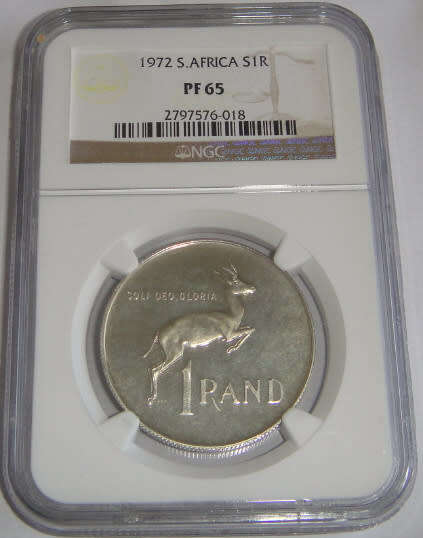 1972 S.AFRICA S1R
PF 65
2797576-018
NGC
SOLI DEO GLORIA
1 RAND